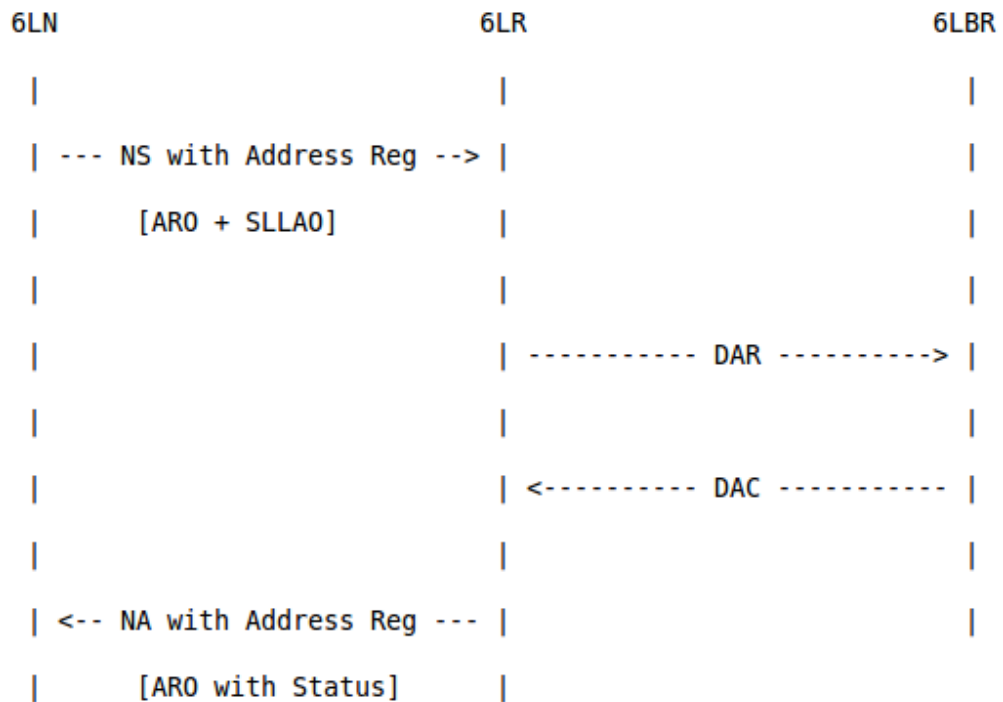 6LN                           6LR                          6LBR
 |                             |                             |
 | --- NS with Address Reg --> |                             |
 |      [ARO + SLLAO]          |                             |
 |                             |                             |
 |                             | ----------- DAR ----------> |
 |                             |                             |
 |                             | <---------- DAC ----------- |
 |                             |                             |
 | <-- NA with Address Reg --- |                             |
 |      [ARO with Status]      |